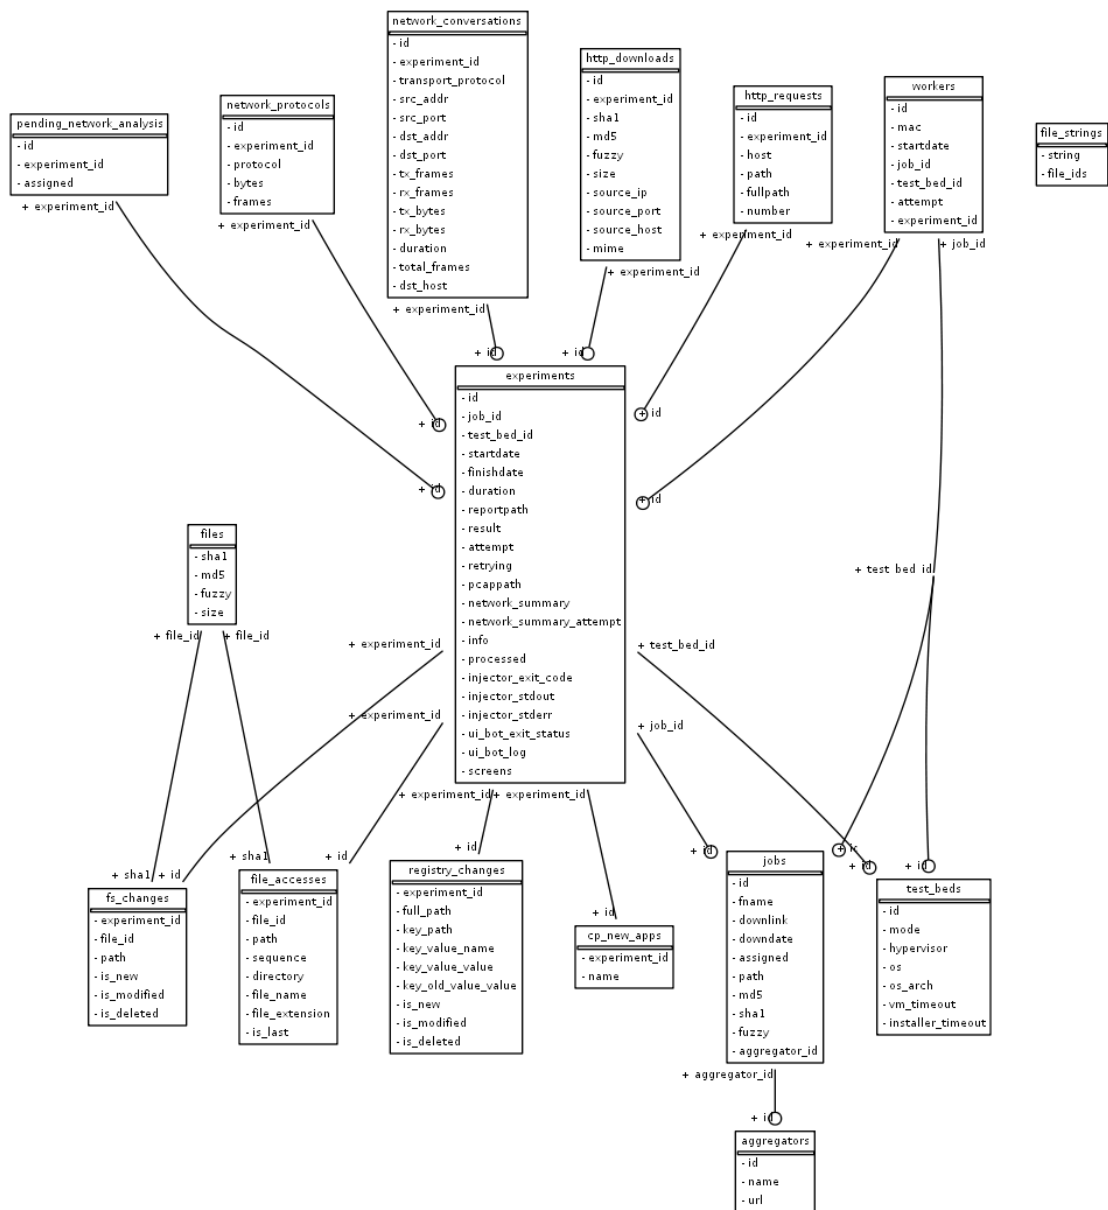 network_conversations
- id
- experiment_id
- transport_protocol
- src_addr
- src_port
- dst_addr
- dst_port
- tx_frames
- rx_frames
- tx_bytes
- rx_bytes
- duration
- total_frames
- dst_host
http_downloads
- id
- experiment_id
- sha1
- md5
- fuzzy
- size
- source_ip
- source_port
- source_host
- mime
http_requests
- id
- experiment_id
- host
- path
- fullpath
- number
workers
- id
- mac
- startdate
- job_id
- test_bed_id
- attempt
- experiment_id
file_strings
- string
- file_ids
network_protocols
- id
- experiment_id
- protocol
- bytes
- frames
pending_network_analysis
- id
- experiment_id
- assigned
+ experiment_id
+ experiment_id
+ experiment_id
+ experiment_id
+ experiment_id
+ experiment_id
+ job_id
+ id
+ id
+ id
+ id
+ id
+ id
experiments
- id
- job_id
- test_bed_id
- startdate
- finishdate
- duration
- reportpath
- result
- attempt
- retrying
- pcappath
- network_summary
- network_summary_attempt
- info
- processed
- injector_exit_code
- injector_stdout
- injector_stderr
- ui_bot_exit_status
- ui_bot_log
- screens
files
- sha1
- md5
- fuzzy
- size
+ file_id
+ file_id
+ experiment_id
+ experiment_id
+ test_bed_id
+ test_bed_id
+ job_id
+ experiment_id
+ experiment_id
+ sha1
+ id
+ sha1
+ id
+ id
+ id
+ id
+ id
+ id
fs_changes
- experiment_id
- file_id
- path
- is_new
- is_modified
- is_deleted
file_accesses
- experiment_id
- file_id
- path
- sequence
- directory
- file_name
- file_extension
- is_last
registry_changes
- experiment_id
- full_path
- key_path
- key_value_name
- key_value_value
- key_old_value_value
- is_new
- is_modified
- is_deleted
cp_new_apps
- experiment_id
- name
jobs
- id
- fname
- downlink
- downdate
- assigned
- path
- md5
- sha1
- fuzzy
- aggregator_id
test_beds
- id
- mode
- hypervisor
- os
- os_arch
- vm_timeout
- installer_timeout
+ aggregator_id
+ id
aggregators
- id
- name
- url